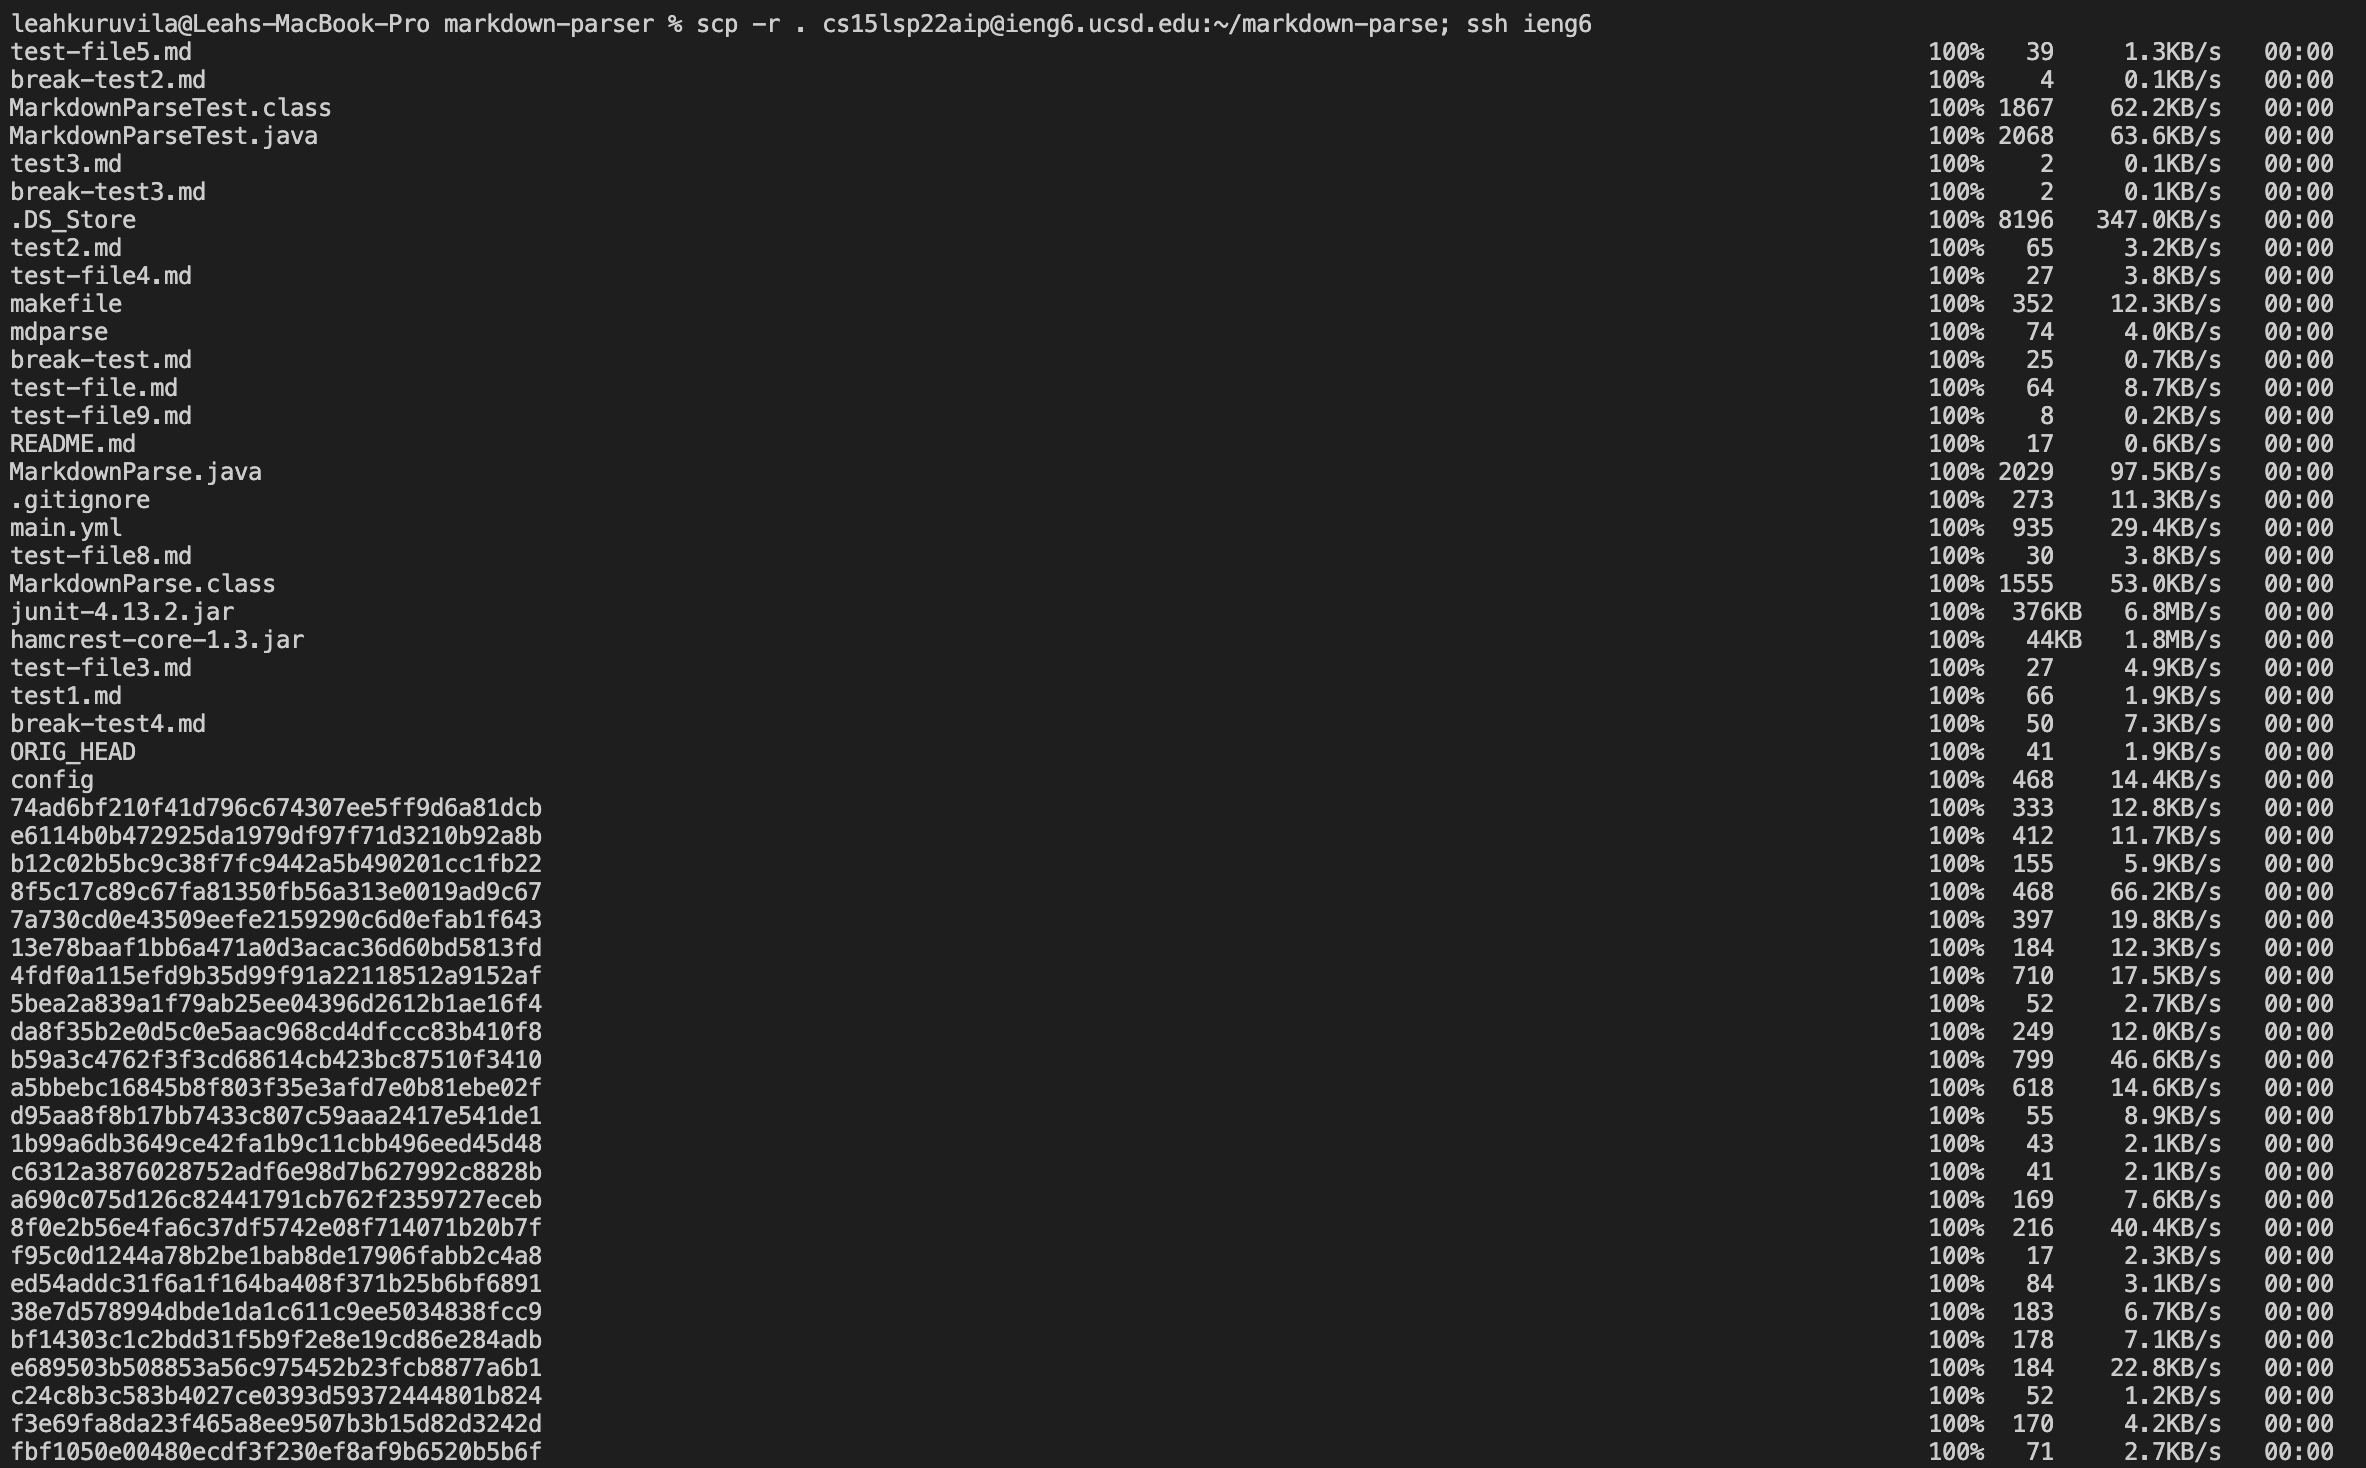 leahkuruvila@Leahs-MacBook-Pro markdown-parser % scp -r . cs15lsp22aip@ieng6.ucsd.edu:~/markdown-parse; ssh ieng6
test-file5.md 100% 39 1.3KB/s 00:00
break-test2.md 100% 4 0.1KB/s 00:00
MarkdownParseTest.class 100% 1867 62.2KB/s 00:00
MarkdownParseTest.java 100% 2068 63.6KB/s 00:00
test3.md 100% 2 0.1KB/s 00:00
break-test3.md 100% 2 0.1KB/s 00:00
.DS_Store 100% 8196 347.0KB/s 00:00
test2.md 100% 65 3.2KB/s 00:00
test-file4.md 100% 27 3.8KB/s 00:00
makefile 100% 352 12.3KB/s 00:00
mdparse 100% 74 4.0KB/s 00:00
break-test.md 100% 25 0.7KB/s 00:00
test-file.md 100% 64 8.7KB/s 00:00
test-file9.md 100% 8 0.2KB/s 00:00
README.md 100% 17 0.6KB/s 00:00
MarkdownParse.java 100% 2029 97.5KB/s 00:00
.gitignore 100% 273 11.3KB/s 00:00
main.yml 100% 935 29.4KB/s 00:00
test-file8.md 100% 30 3.8KB/s 00:00
MarkdownParse.class 100% 1555 53.0KB/s 00:00
junit-4.13.2.jar 100% 376KB 6.8MB/s 00:00
hamcrest-core-1.3.jar 100% 44KB 1.8MB/s 00:00
test-file3.md 100% 27 4.9KB/s 00:00
test1.md 100% 66 1.9KB/s 00:00
break-test4.md 100% 50 7.3KB/s 00:00
ORIG_HEAD 100% 41 1.9KB/s 00:00
config 100% 468 14.4KB/s 00:00
74ad6bf210f41d796c674307ee5ff9d6a81dcb 100% 333 12.8KB/s 00:00
e6114b0b472925da1979df97f71d3210b92a8b 100% 412 11.7KB/s 00:00
b12c02b5bc9c38f7fc9442a5b490201cc1fb22 100% 155 5.9KB/s 00:00
8f5c17c89c67fa81350fb56a313e0019ad9c67 100% 468 66.2KB/s 00:00
7a730cd0e43509eefe2159290c6d0efab1f643 100% 397 19.8KB/s 00:00
13e78baaf1bb6a471a0d3acac36d60bd5813fd 100% 184 12.3KB/s 00:00
4fdf0a115efd9b35d99f91a22118512a9152af 100% 710 17.5KB/s 00:00
5bea2a839a1f79ab25ee04396d2612b1ae16f4 100% 52 2.7KB/s 00:00
da8f35b2e0d5c0e5aac968cd4dfccc83b410f8 100% 249 12.0KB/s 00:00
b59a3c4762f3f3cd68614cb423bc87510f3410 100% 799 46.6KB/s 00:00
a5bbebc16845b8f803f35e3afd7e0b81ebe02f 100% 618 14.6KB/s 00:00
d95aa8f8b17bb7433c807c59aaa2417e541de1 100% 55 8.9KB/s 00:00
1b99a6db3649ce42fa1b9c11cbb496eed45d48 100% 43 2.1KB/s 00:00
c6312a3876028752adf6e98d7b627992c8828b 100% 41 2.1KB/s 00:00
a690c075d126c82441791cb762f2359727eceb 100% 169 7.6KB/s 00:00
8f0e2b56e4fa6c37df5742e08f714071b20b7f 100% 216 40.4KB/s 00:00
f95c0d1244a78b2be1bab8de17906fabb2c4a8 100% 17 2.3KB/s 00:00
ed54addc31f6a1f164ba408f371b25b6bf6891 100% 84 3.1KB/s 00:00
38e7d578994dbde1da1c611c9ee5034838fcc9 100% 183 6.7KB/s 00:00
bf14303c1c2bdd31f5b9f2e8e19cd86e284adb 100% 178 7.1KB/s 00:00
e689503b508853a56c975452b23fcb8877a6b1 100% 184 22.8KB/s 00:00
c24c8b3c583b4027ce0393d59372444801b824 100% 52 1.2KB/s 00:00
f3e69fa8da23f465a8ee9507b3b15d82d3242d 100% 170 4.2KB/s 00:00
fbf1050e00480ecdf3f230ef8af9b6520b5b6f 100% 71 2.7KB/s 00:00